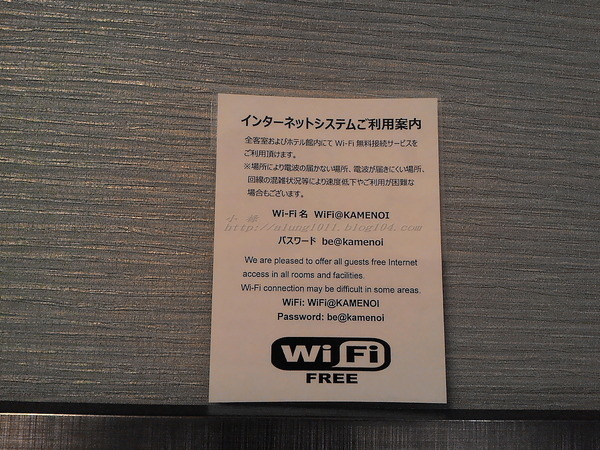 インターネットシステムご利用案内
全客室およびホテル館内にて Wi-Fi 無料接続サービスを
ご利用頂けます。
※場所により電波の届かない場所、電波が届きにくい場所、
回線の混雑状況等により速度低下やご利用が困難な
場合もございます。
Wi-Fi 名 WiFi@KAMENOI
http://alung1011.blog104.com
パスワード be@kamenoi
We are pleased to offer all guests free Internet
access in all rooms and facilities.
Wi-Fi connection may be difficult in some areas.
WiFi: WiFi@KAMENOI
Password: be@kamenoi
Wi Fi
FREE